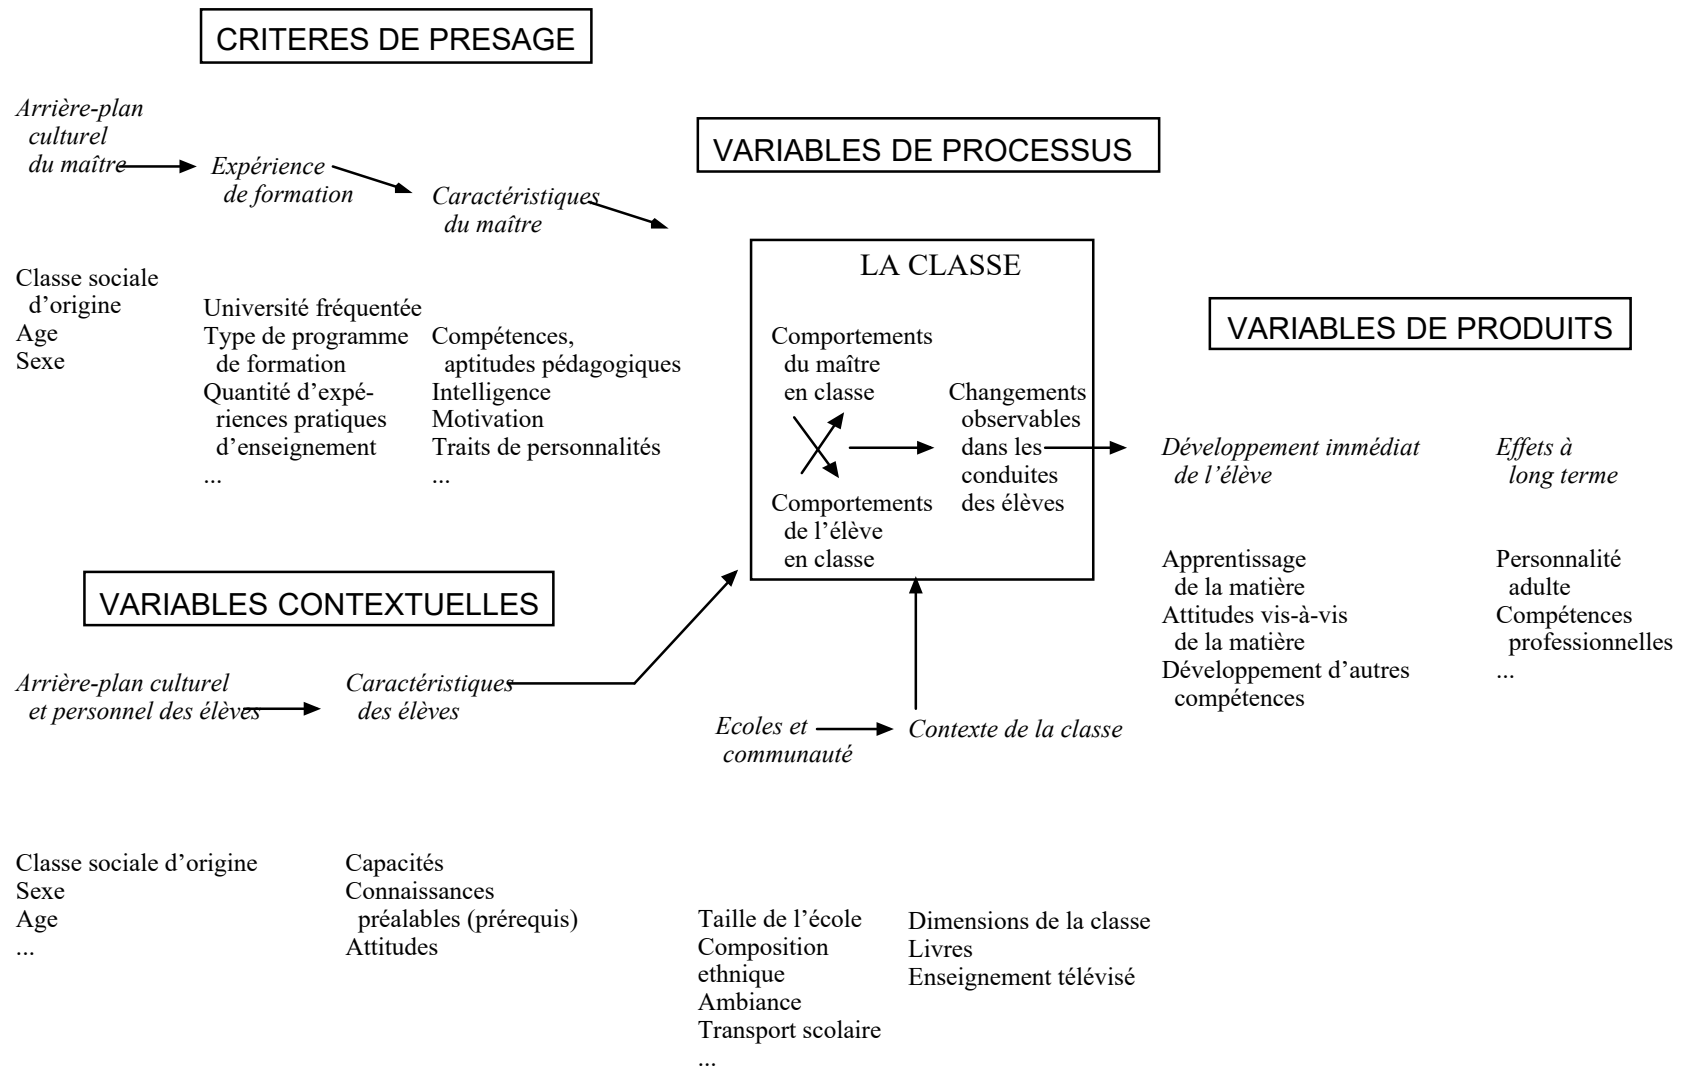 CRITERES DE PRESAGE
Arrière-plan
culturel
du maître
Expérience
de formation
Caractéristiques
du maître
Classe sociale
d’origine
Age
Sexe
Université fréquentée
Type de programme
de formation
Quantité d’expé-
riences pratiques
d’enseignement
...
Compétences,
aptitudes pédagogiques
Intelligence
Motivation
Traits de personnalités
...
VARIABLES DE PROCESSUS
LA CLASSE
Comportements
du maître
en classe
Comportements
de l’élève
en classe
Changements
observables
dans les
conduites
des élèves
VARIABLES DE PRODUITS
Développement immédiat
de l’élève
Effets à
long terme
Apprentissage
de la matière
Attitudes vis-à-vis
de la matière
Développement d’autres
compétences
Personnalité
adulte
Compétences
professionnelles
...
VARIABLES CONTEXTUELLES
Arrière-plan culturel
et personnel des élèves
Caractéristiques
des élèves
Ecoles et
communauté
Contexte de la classe
Classe sociale d’origine
Sexe
Age
...
Capacités
Connaissances
préalables (prérequis)
Attitudes
Taille de l’école
Composition
ethnique
Ambiance
Transport scolaire
...
Dimensions de la classe
Livres
Enseignement télévisé